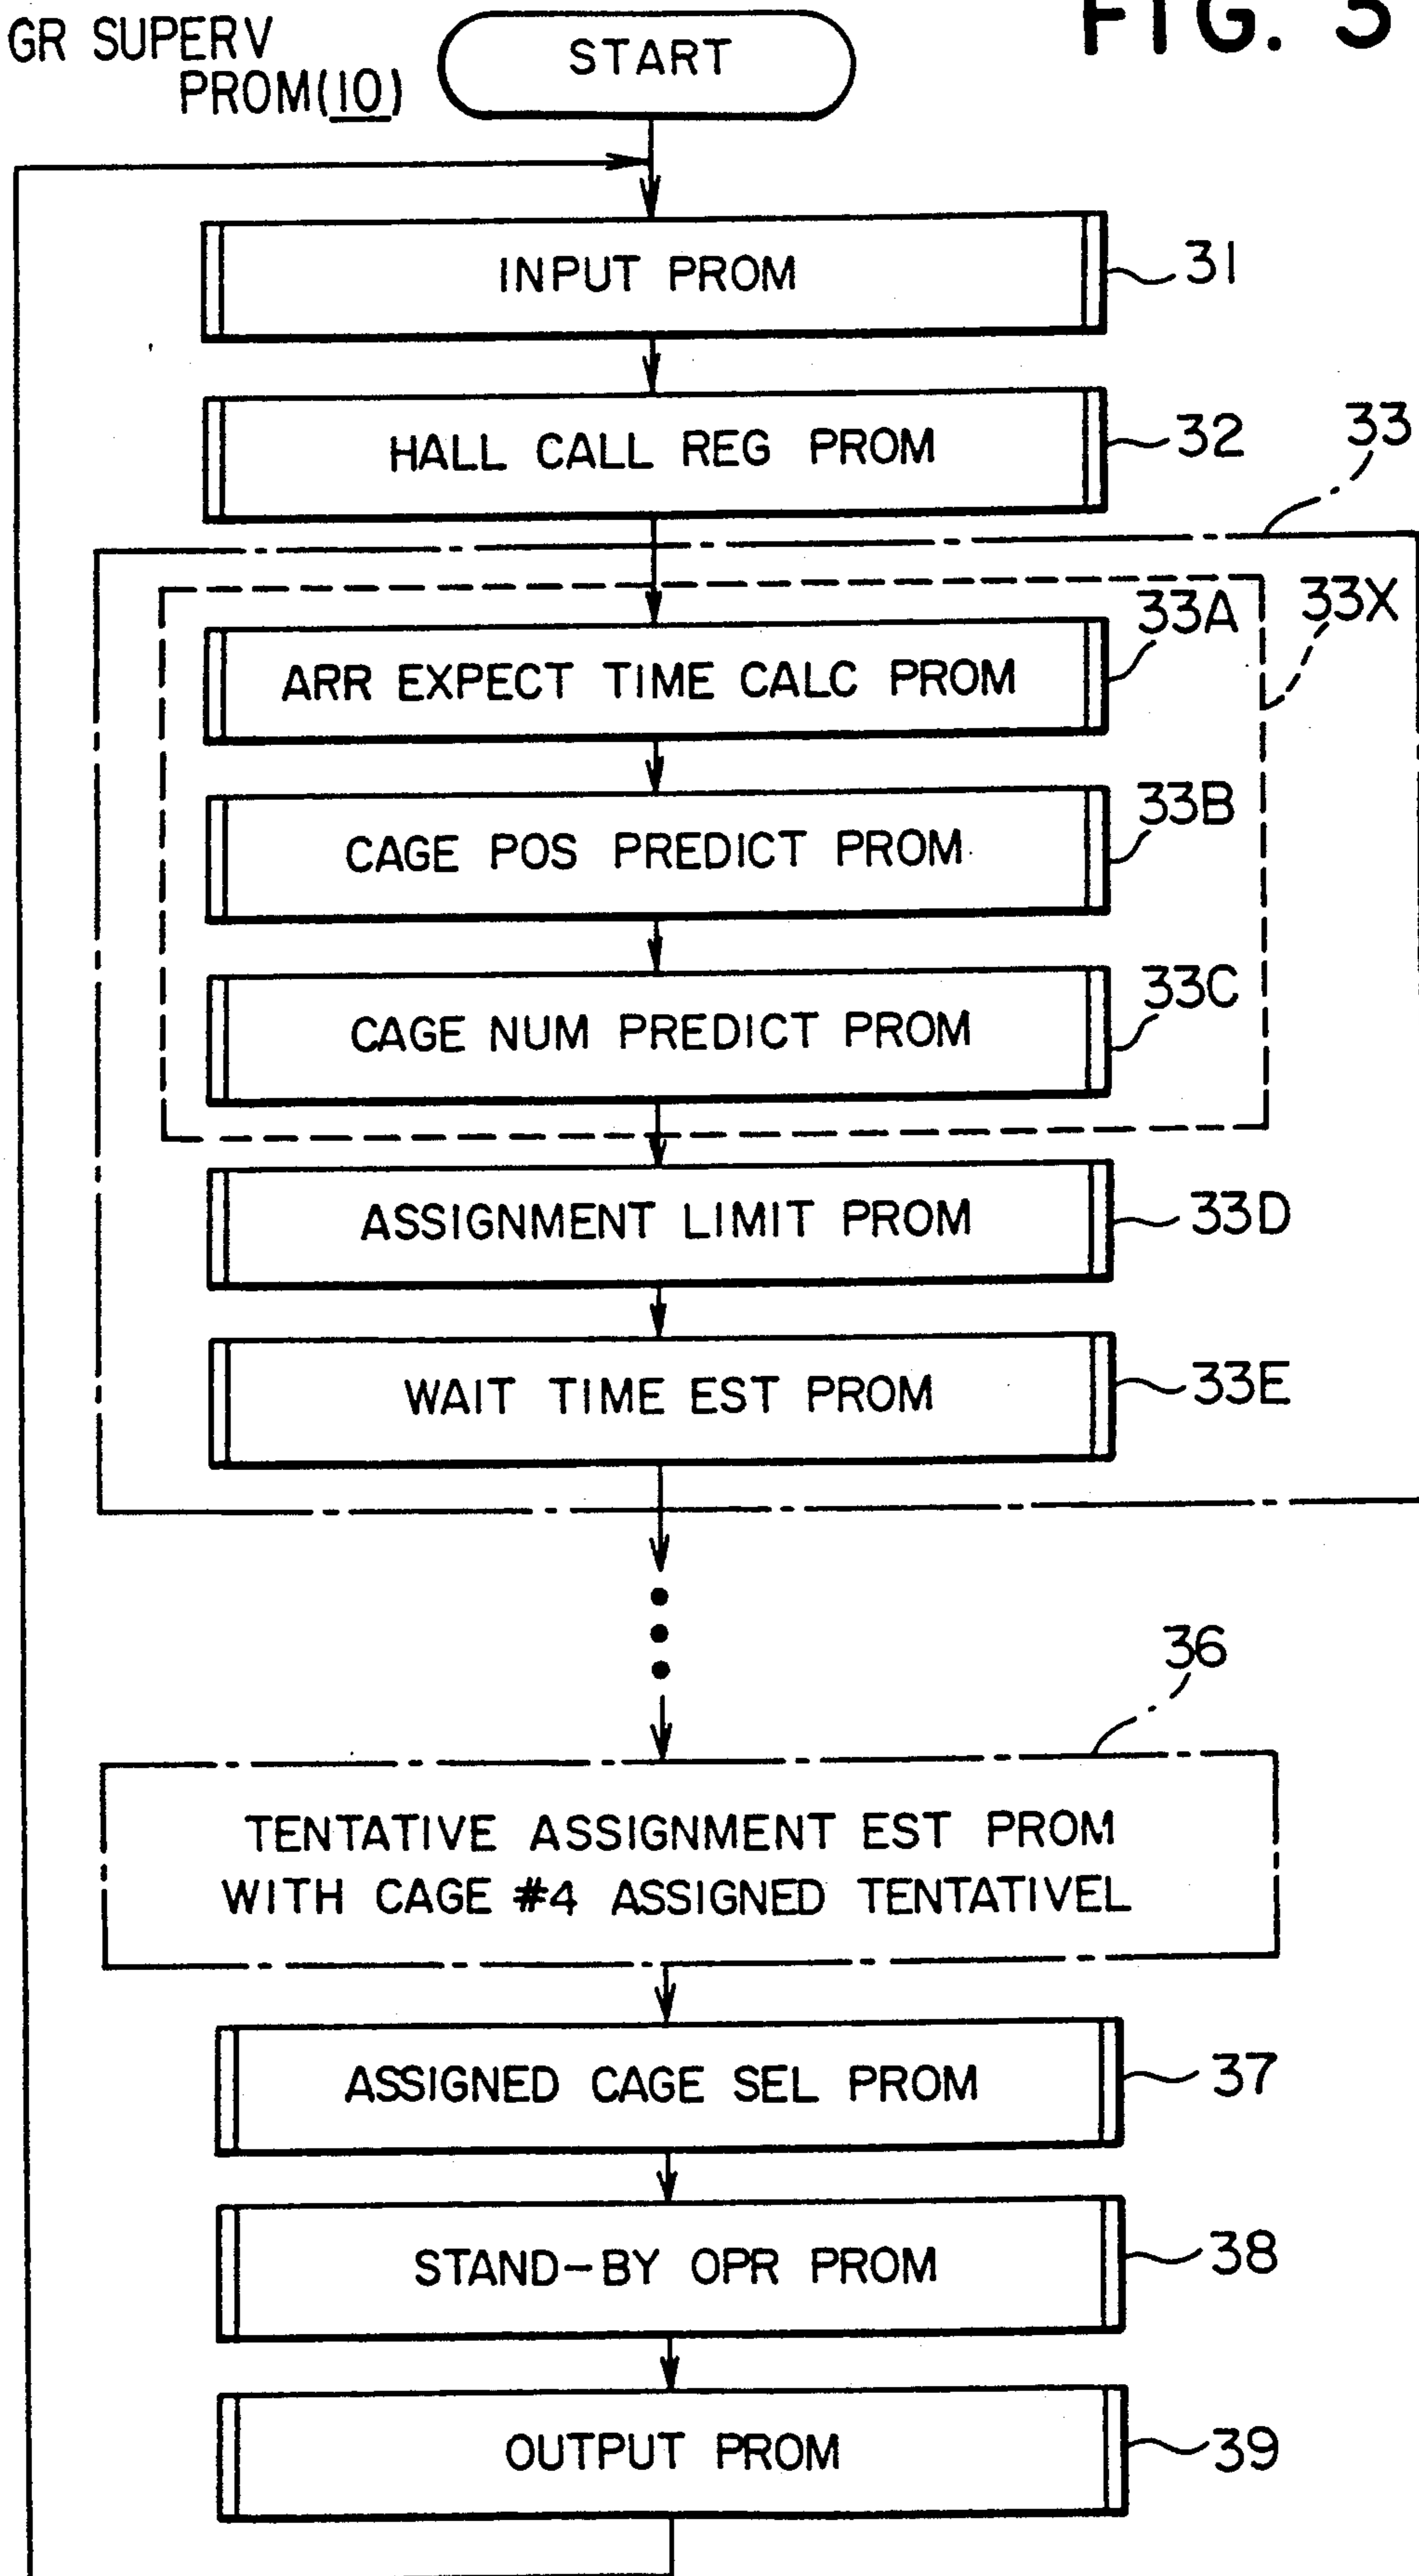 GR SUPERV
PROM(10)
FIG. 3
START
INPUT PROM
31
HALL CALL REG PROM
32
33
33X
33A
ARR EXPECT TIME CALC PROM
33B
CAGE POS PREDICT PROM
33C
CAGE NUM PREDICT PROM
ASSIGNMENT LIMIT PROM
33D
WAIT TIME EST PROM
33E
36
TENTATIVE ASSIGNMENT EST PROM
WITH CAGE #4 ASSIGNED TENTATIVEL
ASSIGNED CAGE SEL PROM
37
STAND-BY OPR PROM
38
OUTPUT PROM
39